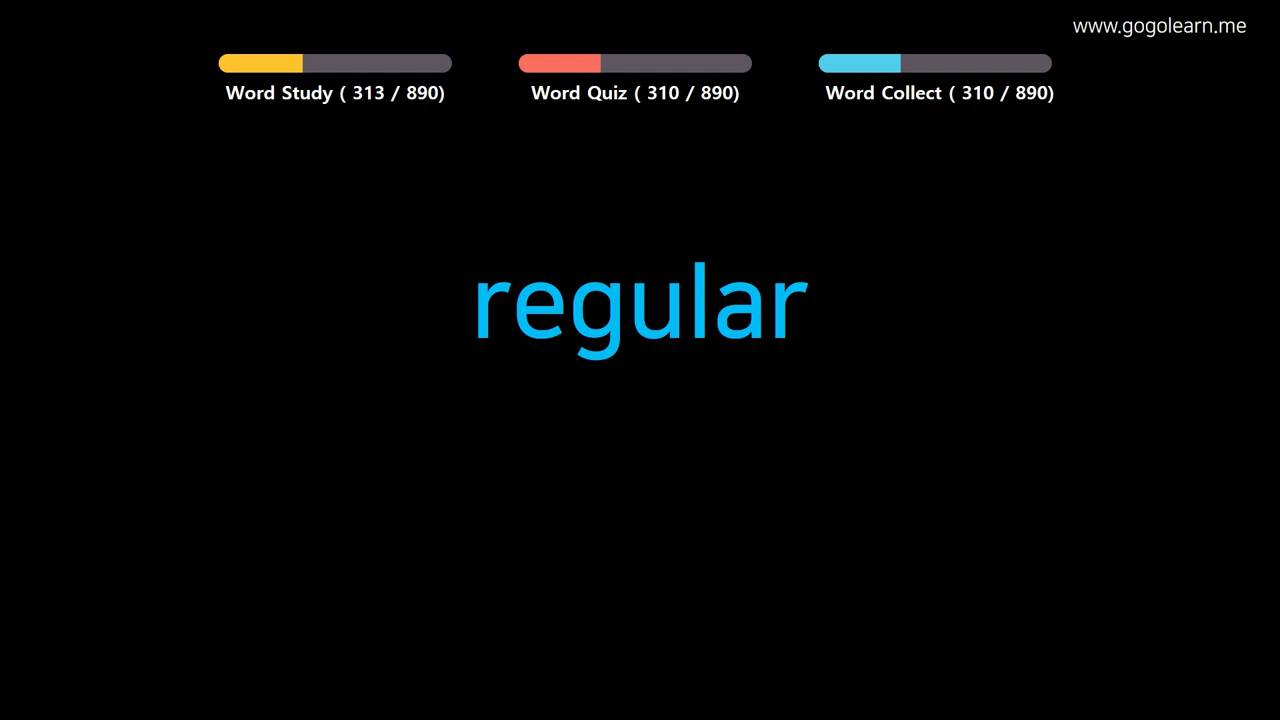 www.gogolearn.me
Word Study ( 313 / 890)
Word Quiz ( 310 / 890)
Word Collect ( 310 / 890)
regular